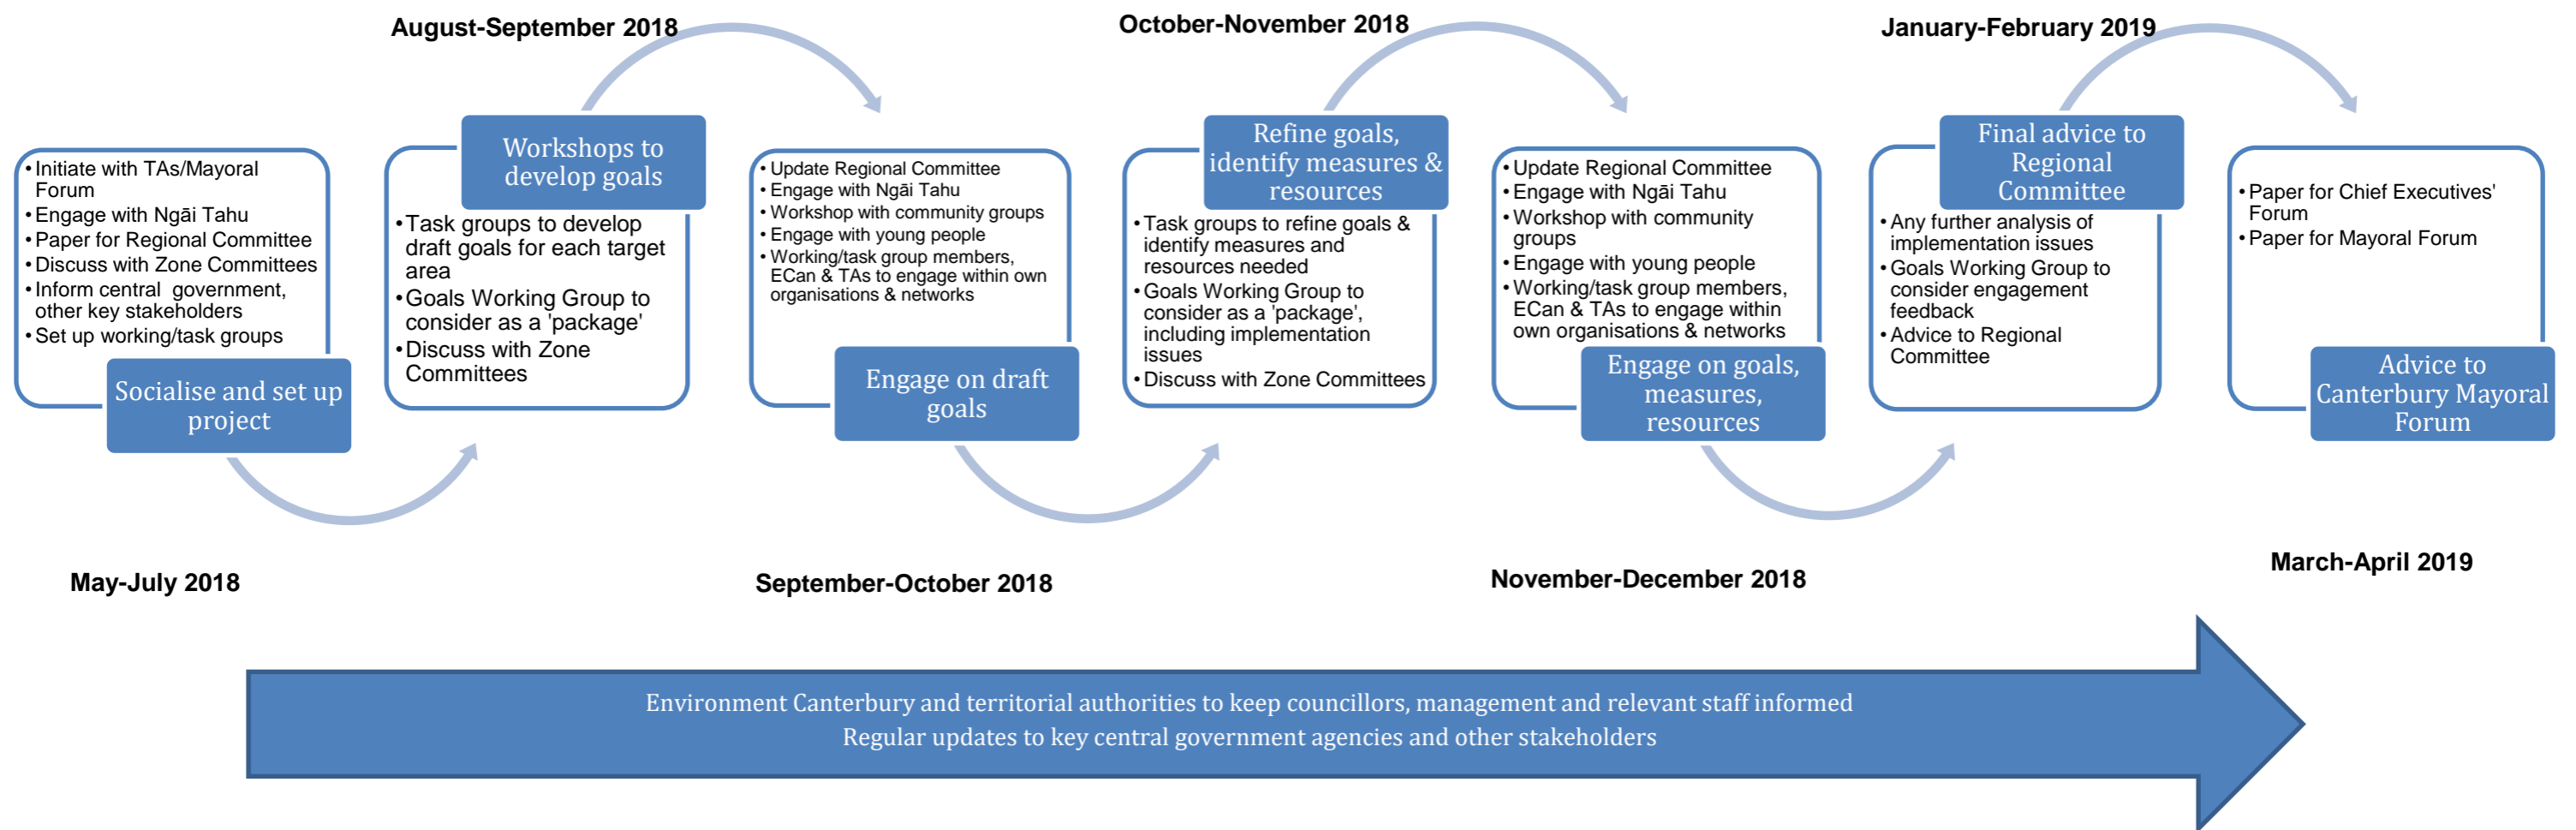 August-September 2018
October-November 2018
January-February 2019
• Initiate with TAs/Mayoral
Forum
• Engage with Ngāi Tahu
• Paper for Regional Committee
• Discuss with Zone Committees
• Inform central  government,
other key stakeholders
• Set up working/task groups
Socialise and set up
project
Workshops to
develop goals
• Task groups to develop
draft goals for each target
area
• Goals Working Group to
consider as a 'package'
• Discuss with Zone
Committees
• Update Regional Committee
• Engage with Ngāi Tahu
• Workshop with community groups
• Engage with young people
• Working/task group members,
ECan & TAs to engage within own
organisations & networks
Engage on draft
goals
Refine goals,
identify measures &
resources
• Task groups to refine goals &
identify measures and
resources needed
• Goals Working Group to
consider as a 'package',
including implementation
issues
• Discuss with Zone Committees
• Update Regional Committee
• Engage with Ngāi Tahu
• Workshop with community
groups
• Engage with young people
• Working/task group members,
ECan & TAs to engage within
own organisations & networks
Engage on goals,
measures,
resources
Final advice to
Regional
Committee
• Any further analysis of
implementation issues
• Goals Working Group to
consider engagement
feedback
• Advice to Regional
Committee
• Paper for Chief Executives'
Forum
• Paper for Mayoral Forum
Advice to
Canterbury Mayoral
Forum
May-July 2018
September-October 2018
November-December 2018
March-April 2019
Environment Canterbury and territorial authorities to keep councillors, management and relevant staff informed
Regular updates to key central government agencies and other stakeholders